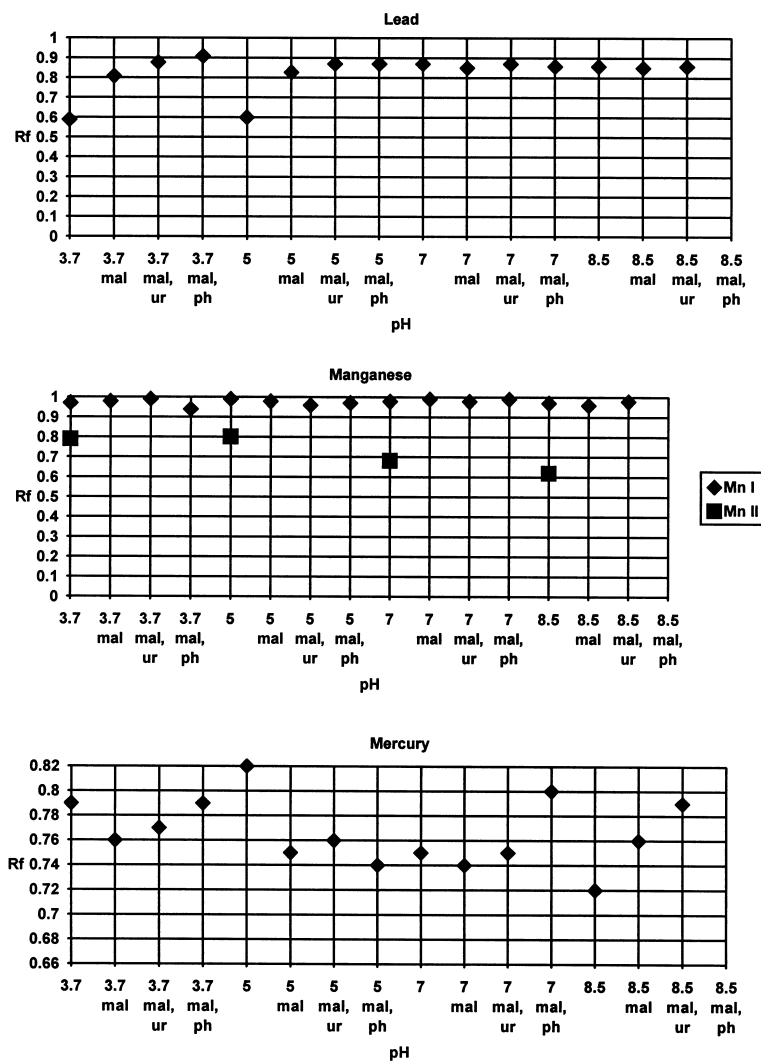 Lead
1
0.9
0.8
0.7
0.6
Rf 0.5
0.4
0.3
0.2
0.1
0
3.7 3.7 3.7 3.7 5 5 5 5 7 7 7 7 8.5 8.5 8.5 8.5
mal mal, mal, mal mal, mal, mal mal, mal, mal mal, mal,
ur ph ur ph ur ph ur ph
pH
Manganese
1
0.9
0.8
0.7
0.6
Rf 0.5
0.4
0.3
0.2
0.1
0
Mn I
Mn II
3.7 3.7 3.7 3.7 5 5 5 5 7 7 7 7 8.5 8.5 8.5 8.5
mal mal, mal, mal mal, mal, mal mal, mal, mal mal, mal,
ur ph ur ph ur ph ur ph
pH
Mercury
0.82
0.8
0.78
0.76
Rf 0.74
0.72
0.7
0.68
0.66
3.7 3.7 3.7 3.7 5 5 5 5 7 7 7 7 8.5 8.5 8.5 8.5
mal mal, mal, mal mal, mal, mal mal, mal, mal mal, mal,
ur ph ur ph ur ph ur ph
pH